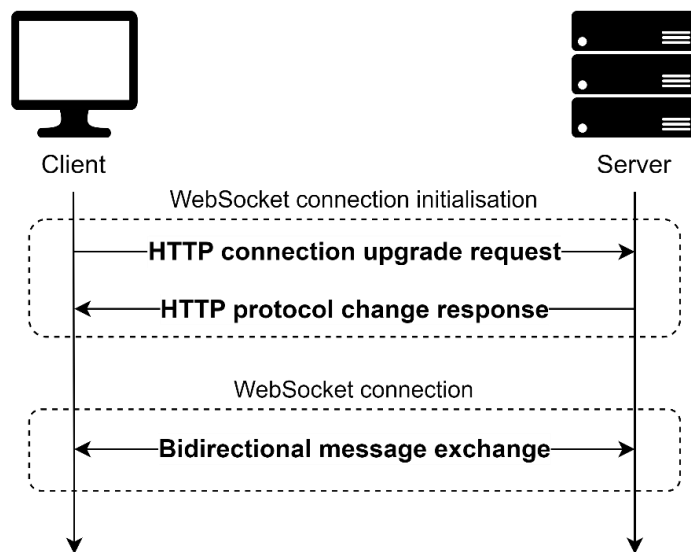 Client
Server
WebSocket connection initialisation
HTTP connection upgrade request
HTTP protocol change response
WebSocket connection
Bidirectional message exchange